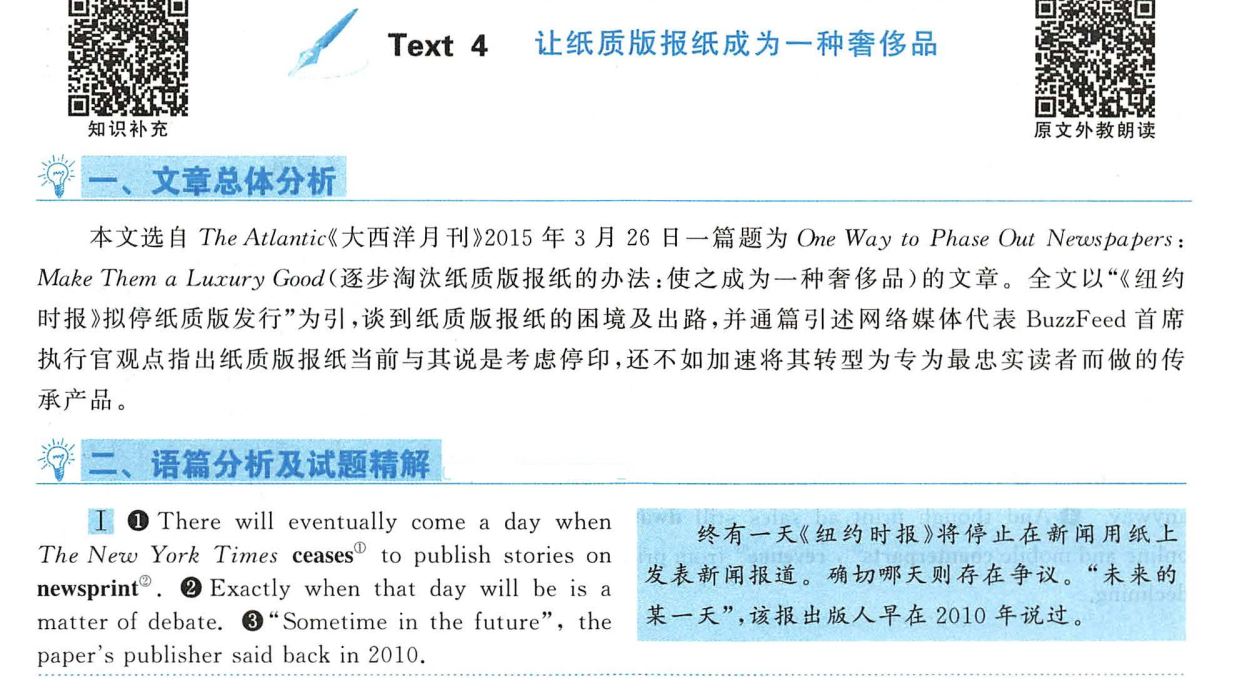 Text 4 让纸质版报纸成为一种奢侈品
知识补充
原文外教朗读
一、文章总体分析
本文选自 The Atlantic《大西洋月刊》2015 年 3 月 26 日一篇题为 One Way to Phase Out Newspapers:
Make Them a Luxury Good(逐步淘汰纸质版报纸的办法:使之成为一种奢侈品)的文章。全文以“《纽约
时报》拟停纸质版发行”为引,谈到纸质版报纸的困境及出路,并通篇引述网络媒体代表 BuzzFeed 首席
执行官观点指出纸质版报纸当前与其说是考虑停印,还不如加速将其转型为专为最忠实读者而做的传
承产品。
二、语篇分析及试题精解
Ⅰ ❶ There will eventually come a day when
The New York Times ceases① to publish stories on
newsprint②. ❷ Exactly when that day will be is a
matter of debate. ❸ “Sometime in the future”, the
paper's publisher said back in 2010.
终有一天《纽约时报》将停止在新闻用纸上
发表新闻报道。确切哪天则存在争议。“未来的
某一天”,该报出版人早在 2010 年说过。